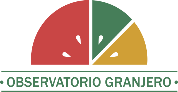 • OBSERVATORIO GRANJERO •